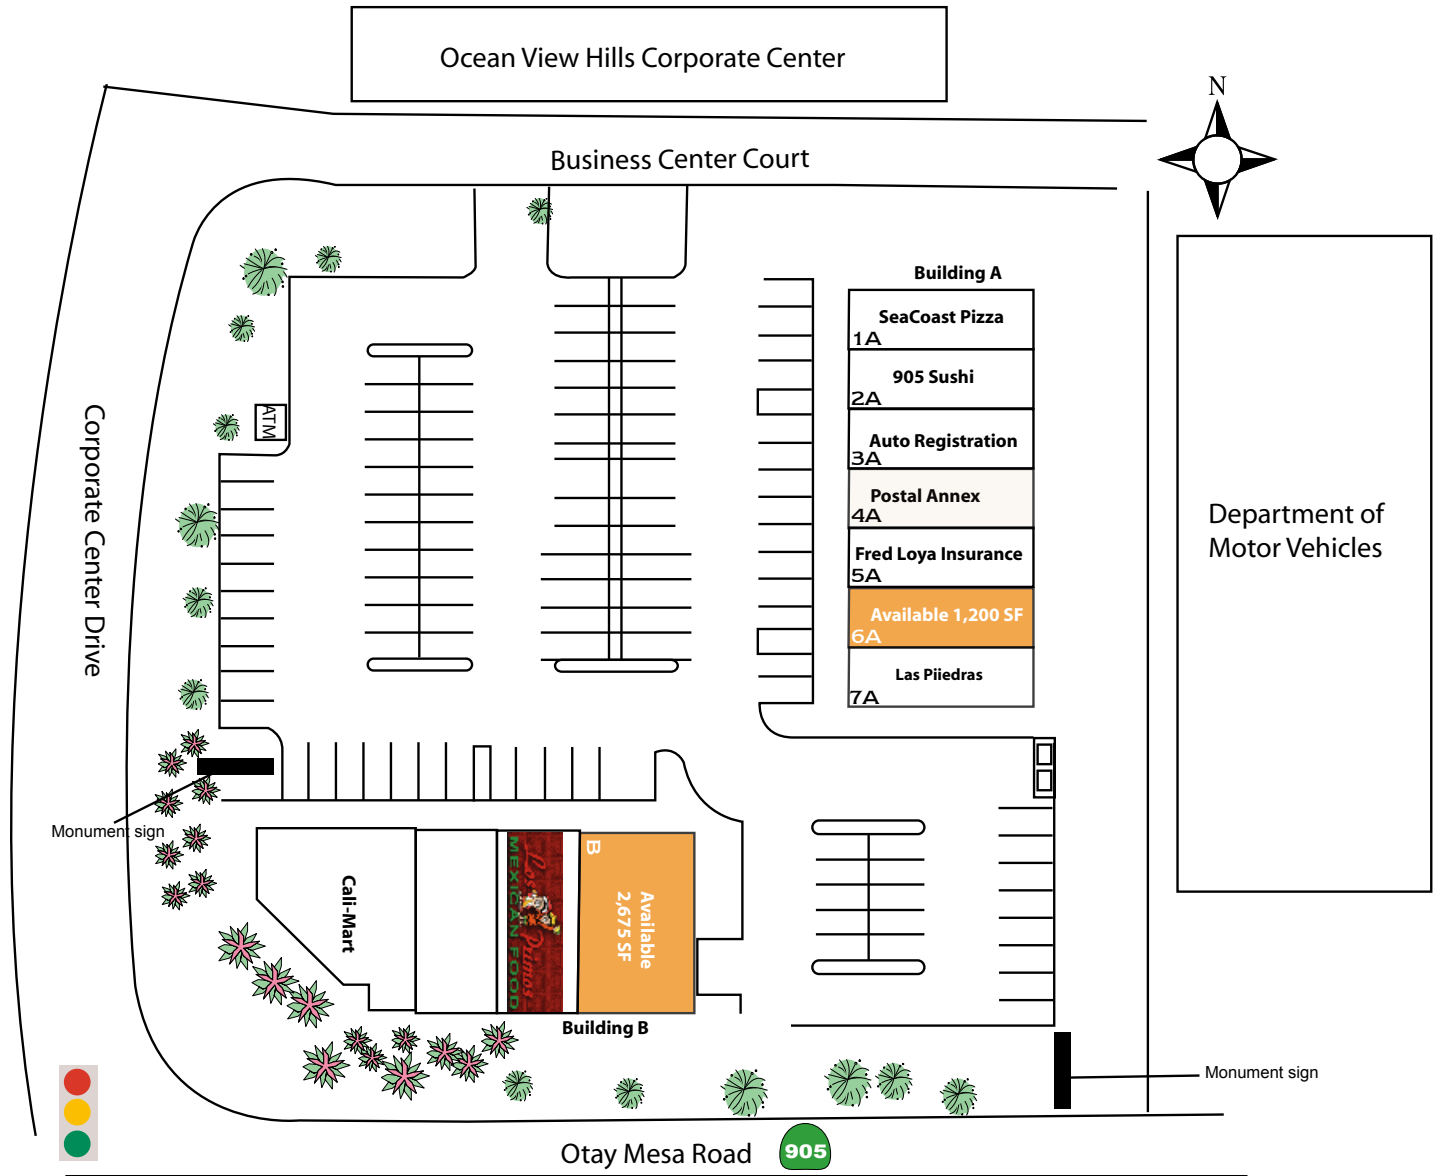 Ocean View Hills Corporate Center
N
Business Center Court
Building A
SeaCoast Pizza
1A
905 Sushi
2A
Auto Registration
3A
Postal Annex
4A
Fred Loya Insurance
5A
Available 1,200 SF
6A
Las Piiedras
7A
Department of
Motor Vehicles
ATM
Corporate Center Drive
Monument sign
Cali-Mart
Los Primos
MEXICAN FOOD
B
Available
2,675 SF
Building B
Monument sign
Otay Mesa Road
905